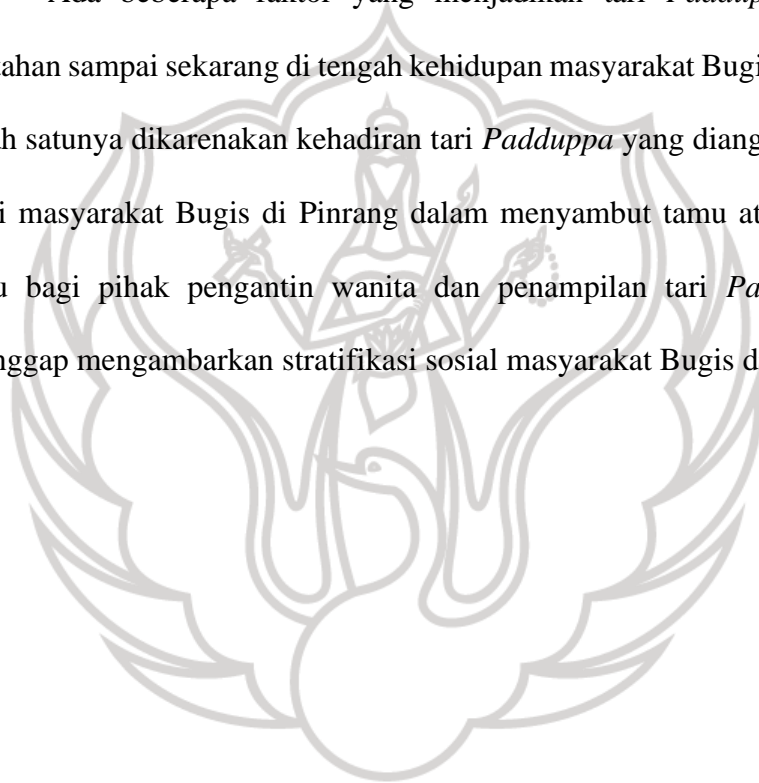 Ada beberapa faktor yang menjadikan tari Paddup
tahan sampai sekarang di tengah kehidupan masyarakat Bugi
h satunya dikarenakan kehadiran tari Padduppa yang diang
i masyarakat Bugis di Pinrang dalam menyambut tamu at
u bagi pihak pengantin wanita dan penampilan tari Pa
nggap mengambarkan stratifikasi sosial masyarakat Bugis d